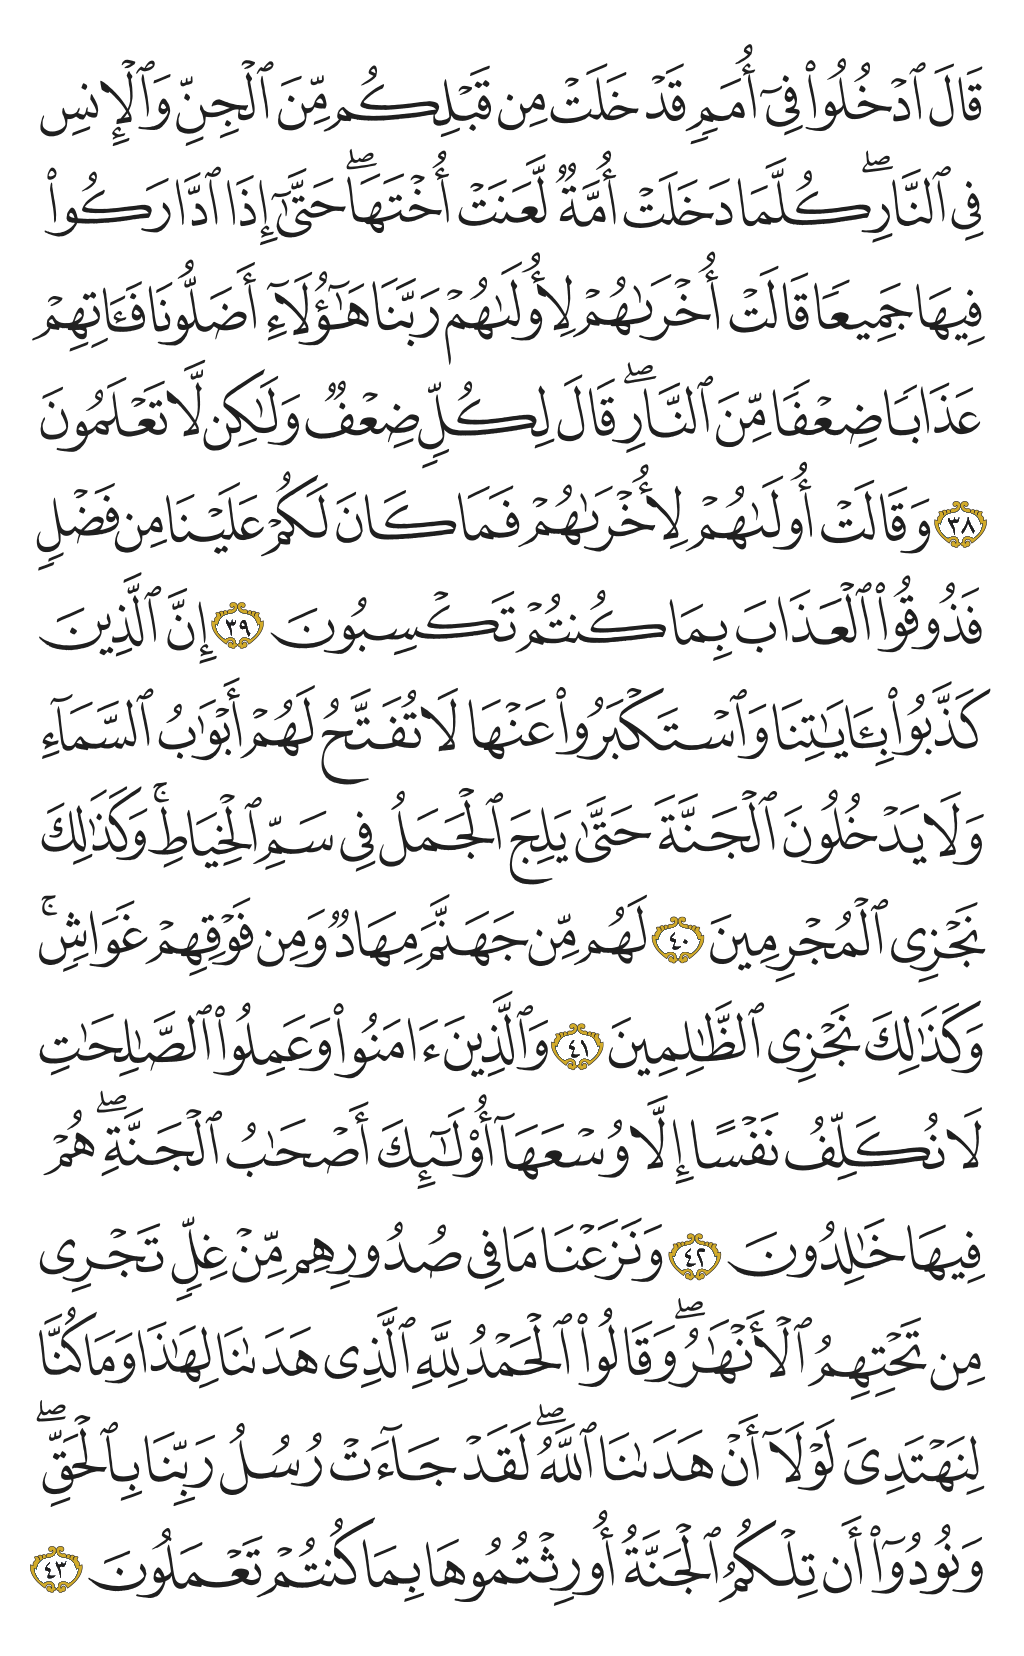 قَالَ ٱدۡخُلُواْ فِيٓ أُمَمٖ قَدۡ خَلَتۡ مِن قَبۡلِكُم مِّنَ ٱلۡجِنِّ وَٱلۡإِنسِ
فِي ٱلنَّارِۖ كُلَّمَا دَخَلَتۡ أُمَّةٞ لَّعَنَتۡ أُخۡتَهَاۖ حَتَّىٰٓ إِذَا ٱدَّارَكُواْ
فِيهَا جَمِيعٗا قَالَتۡ أُخۡرَىٰهُمۡ لِأُولَىٰهُمۡ رَبَّنَا هَٰٓؤُلَآءِ أَضَلُّونَا فَـَٔاتِهِمۡ
عَذَابٗا ضِعۡفٗا مِّنَ ٱلنَّارِۖ قَالَ لِكُلّٖ ضِعۡفٞ وَلَٰكِن لَّا تَعۡلَمُونَ
٣٨ وَقَالَتۡ أُولَىٰهُمۡ لِأُخۡرَىٰهُمۡ فَمَا كَانَ لَكُمۡ عَلَيۡنَا مِن فَضۡلٖ
فَذُوقُواْ ٱلۡعَذَابَ بِمَا كُنتُمۡ تَكۡسِبُونَ ٣٩ إِنَّ ٱلَّذِينَ
كَذَّبُواْ بِـَٔايَٰتِنَا وَٱسۡتَكۡبَرُواْ عَنۡهَا لَا تُفَتَّحُ لَهُمۡ أَبۡوَٰبُ ٱلسَّمَآءِ
وَلَا يَدۡخُلُونَ ٱلۡجَنَّةَ حَتَّىٰ يَلِجَ ٱلۡجَمَلُ فِي سَمِّ ٱلۡخِيَاطِۚ وَكَذَٰلِكَ
نَجۡزِي ٱلۡمُجۡرِمِينَ ٤٠ لَهُم مِّن جَهَنَّمَ مِهَادٞ وَمِن فَوۡقِهِمۡ غَوَاشٖۚ
وَكَذَٰلِكَ نَجۡزِي ٱلظَّٰلِمِينَ ٤١ وَٱلَّذِينَ ءَامَنُواْ وَعَمِلُواْ ٱلصَّٰلِحَٰتِ
لَا نُكَلِّفُ نَفۡسًا إِلَّا وُسۡعَهَآ أُوْلَٰٓئِكَ أَصۡحَٰبُ ٱلۡجَنَّةِۖ هُمۡ
فِيهَا خَٰلِدُونَ ٤٢ وَنَزَعۡنَا مَا فِي صُدُورِهِم مِّنۡ غِلّٖ تَجۡرِي
مِن تَحۡتِهِمُ ٱلۡأَنۡهَٰرُۖ وَقَالُواْ ٱلۡحَمۡدُ لِلَّهِ ٱلَّذِي هَدَىٰنَا لِهَٰذَا وَمَا كُنَّا
لِنَهۡتَدِيَ لَوۡلَآ أَنۡ هَدَىٰنَا ٱللَّهُۖ لَقَدۡ جَآءَتۡ رُسُلُ رَبِّنَا بِٱلۡحَقِّۖ
وَنُودُوٓاْ أَن تِلۡكُمُ ٱلۡجَنَّةُ أُورِثۡتُمُوهَا بِمَا كُنتُمۡ تَعۡمَلُونَ ٤٣